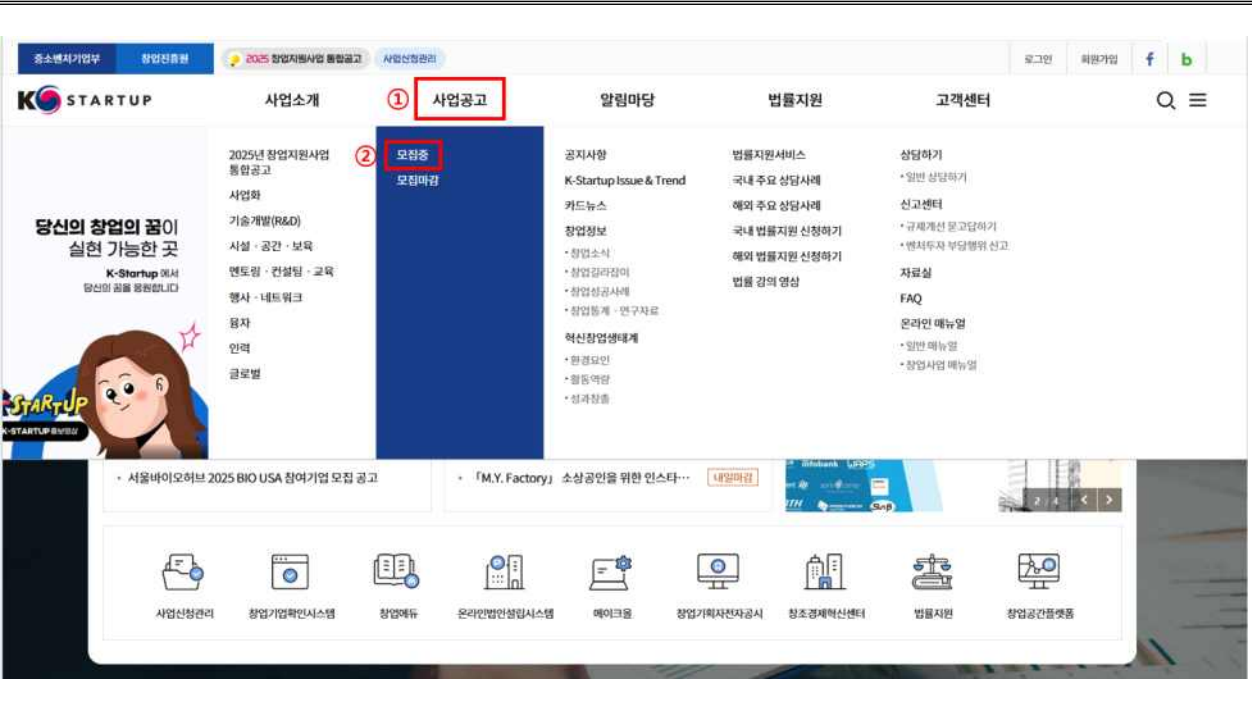 중소벤처기업부 창업진흥원 2025 창업지원사업 통합공고 사업신청관리 로그인 회원가입 f b
K STARTUP 사업소개 ① 사업공고 알림마당 법률지원 고객센터
당신의 창업의 꿈이
실현 가능한 곳
K-Startup 에서
당신의 꿈을 응원합니다
STARTUP
K-STARTUP 홍보영상
2025년 창업지원사업
통합공고
사업화
기술개발(R&D)
시설 · 공간 · 보육
멘토링 · 컨설팅 · 교육
행사 · 네트워크
융자
인력
글로벌
② 모집중
모집마감
공지사항
K-Startup Issue & Trend
카드뉴스
창업정보
• 창업소식
• 창업길라잡이
• 창업성공사례
• 창업통계 · 연구자료
혁신창업생태계
• 환경요인
• 활동역량
• 성과창출
법률지원서비스
국내 주요 상담사례
해외 주요 상담사례
국내 법률지원 신청하기
해외 법률지원 신청하기
법률 강의 영상
상담하기
• 일반 상담하기
신고센터
• 규제개선 묻고답하기
• 벤처투자 부당행위 신고
자료실
FAQ
온라인 매뉴얼
• 일반 매뉴얼
• 창업사업 매뉴얼
• 서울바이오허브 2025 BIO USA 참여기업 모집 공고
• 「M.Y. Factory」 소상공인을 위한 인스타··· 내일마감
infobank
2 / 4 < >
사업신청관리 창업기업확인시스템 창업에듀 온라인법인설립시스템 메이크올 창업기획자전자공시 창조경제혁신센터 법률지원 창업공간플랫폼